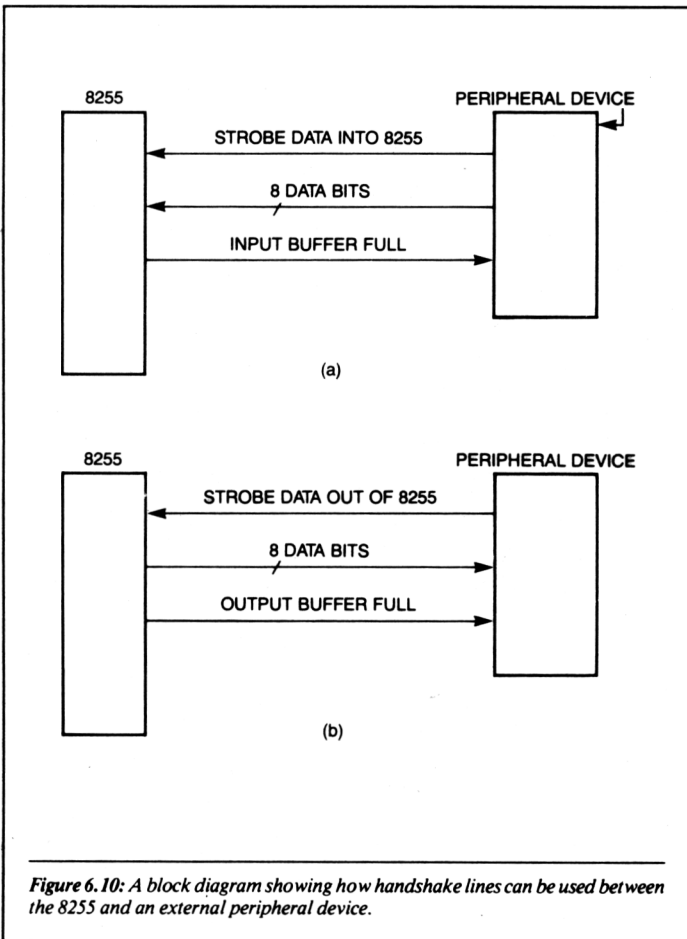 8255
PERIPHERAL DEVICE
STROBE DATA INTO 8255
8 DATA BITS
INPUT BUFFER FULL
(a)
8255
PERIPHERAL DEVICE
STROBE DATA OUT OF 8255
8 DATA BITS
OUTPUT BUFFER FULL
(b)
Figure 6.10: A block diagram showing how handshake lines can be used between
the 8255 and an external peripheral device.